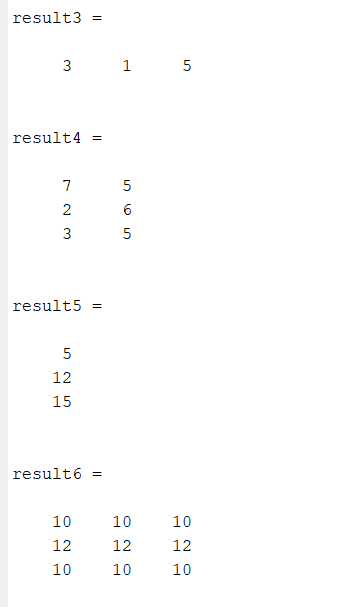 result3 =
3 1 5
result4 =
7 5
2 6
3 5
result5 =
5
12
15
result6 =
10 10 10
12 12 12
10 10 10